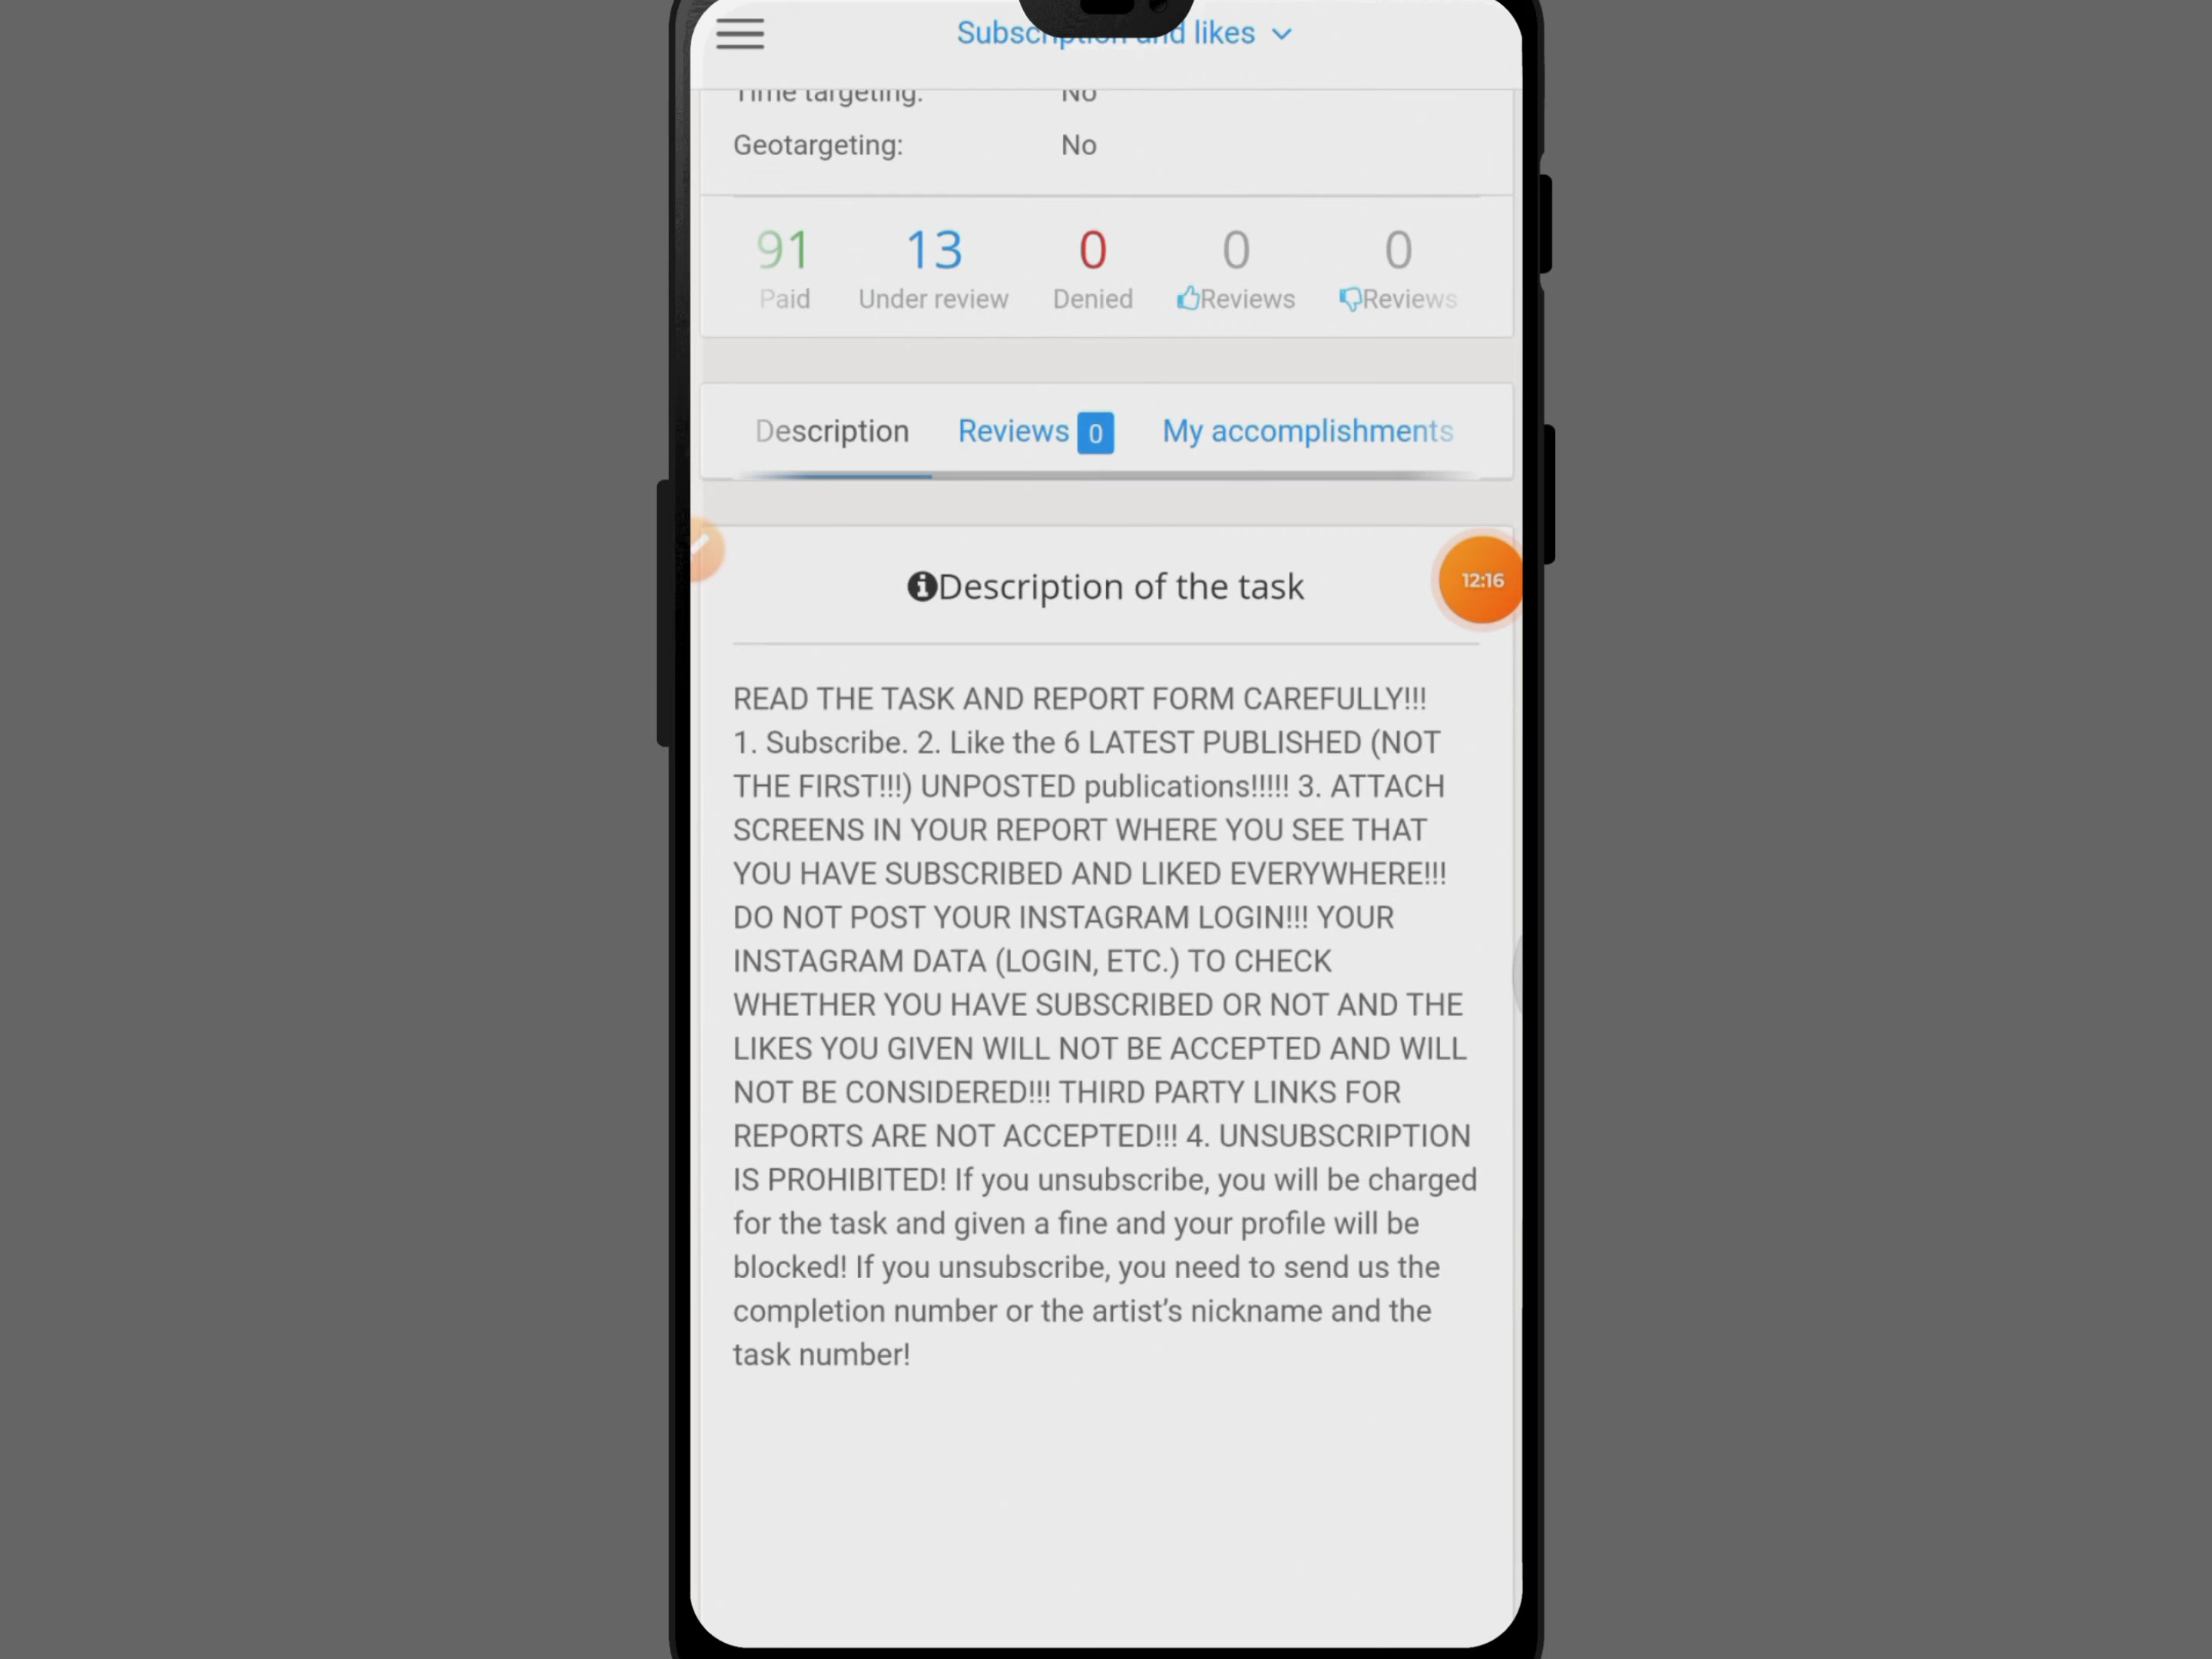 Subscription and likes
Time targeting: No
Geotargeting: No
91 13 0 0 0
Paid Under review Denied Reviews Reviews
Description Reviews 0 My accomplishments
Description of the task
12:16
READ THE TASK AND REPORT FORM CAREFULLY!!!
1. Subscribe. 2. Like the 6 LATEST PUBLISHED (NOT
THE FIRST!!!) UNPOSTED publications!!!!! 3. ATTACH
SCREENS IN YOUR REPORT WHERE YOU SEE THAT
YOU HAVE SUBSCRIBED AND LIKED EVERYWHERE!!!
DO NOT POST YOUR INSTAGRAM LOGIN!!! YOUR
INSTAGRAM DATA (LOGIN, ETC.) TO CHECK
WHETHER YOU HAVE SUBSCRIBED OR NOT AND THE
LIKES YOU GIVEN WILL NOT BE ACCEPTED AND WILL
NOT BE CONSIDERED!!! THIRD PARTY LINKS FOR
REPORTS ARE NOT ACCEPTED!!! 4. UNSUBSCRIPTION
IS PROHIBITED! If you unsubscribe, you will be charged
for the task and given a fine and your profile will be
blocked! If you unsubscribe, you need to send us the
completion number or the artist’s nickname and the
task number!